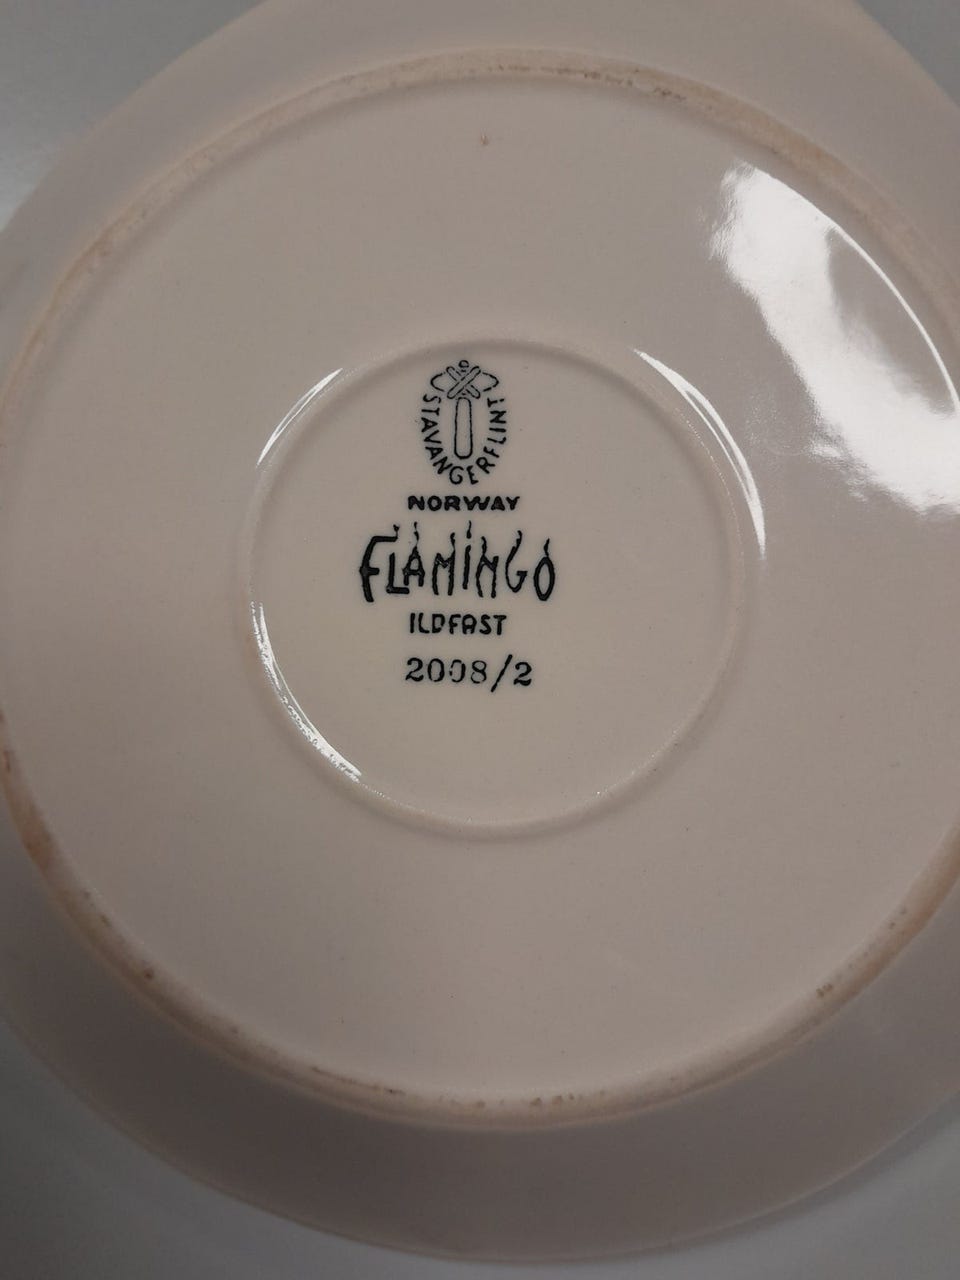 STAVANGERFLINT
NORWAY
FLAMINGO
ILDFAST
2008/2